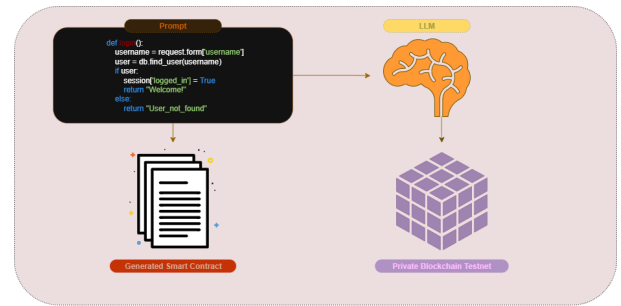 Prompt
LLM
def login():
username = request.form['username']
user = db.find_user(username)
if user:
session['logged_in'] = True
return "Welcome!"
else:
return "User_not_found"
Generated Smart Contract
Private Blockchain Testnet